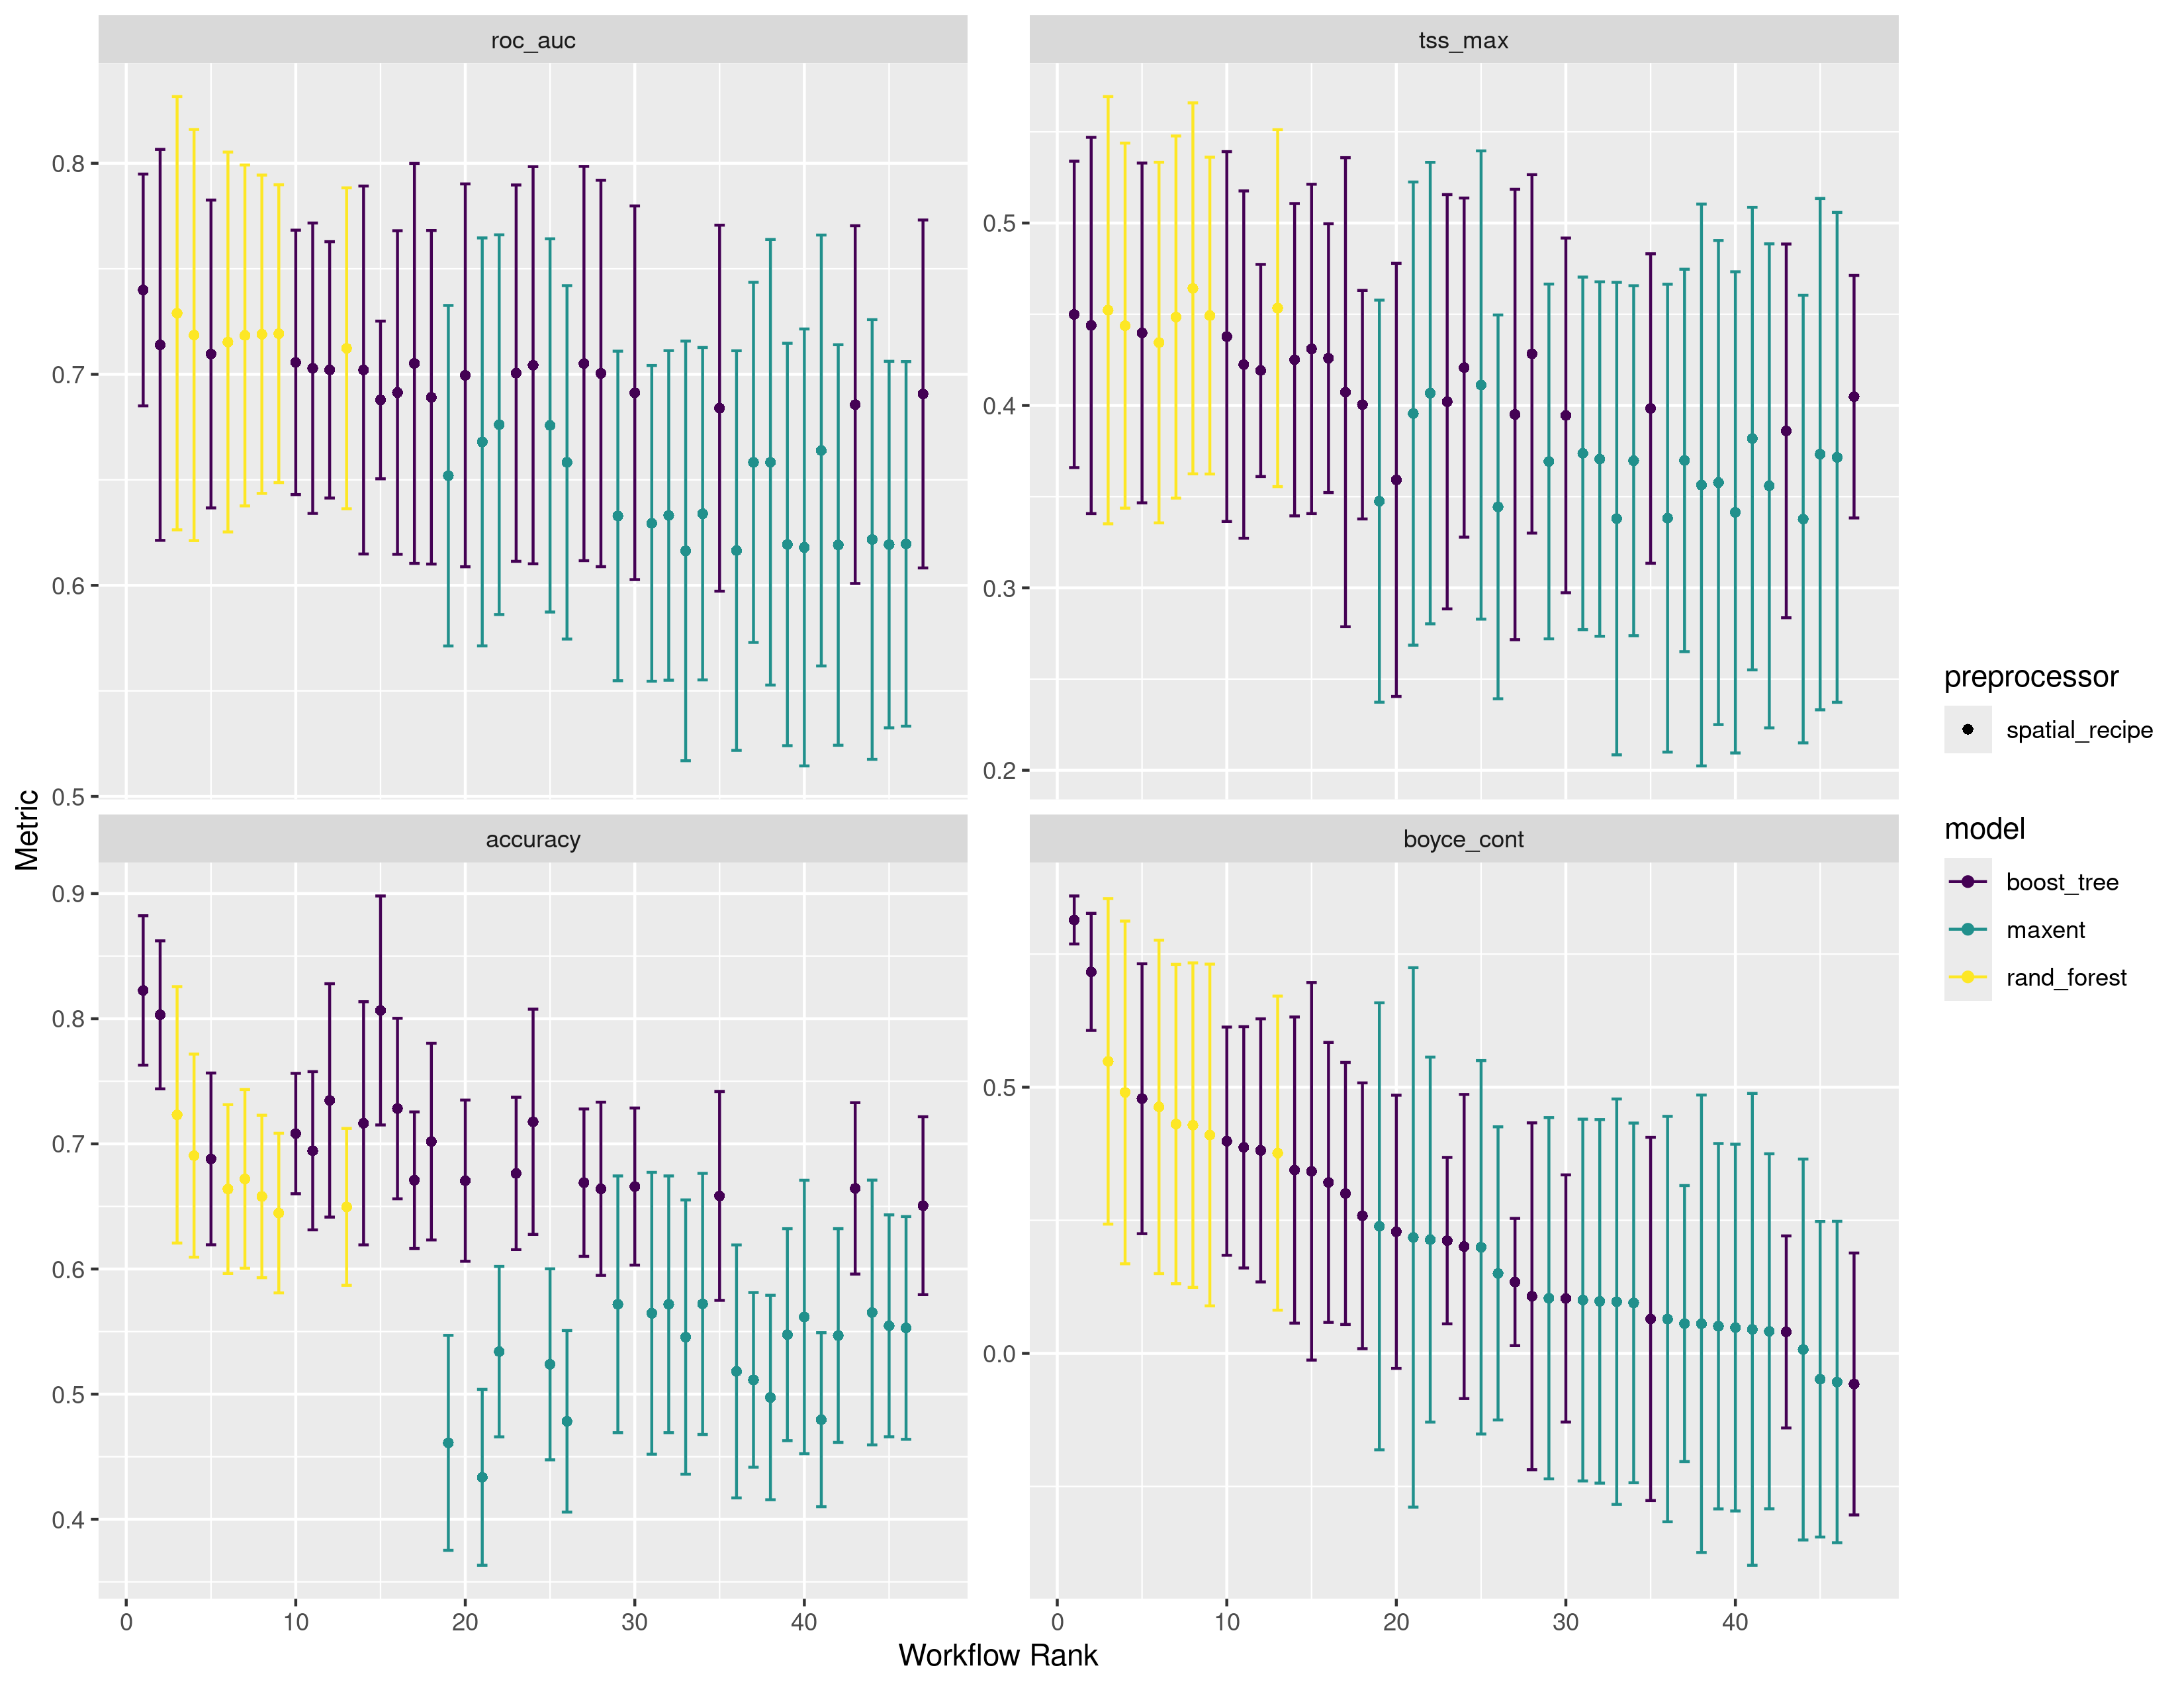 roc_auc
tss_max
0.8
0.7
0.6
0.5
0.5
0.4
0.3
0.2
Metric
accuracy
boyce_cont
0.9
0.8
0.7
0.6
0.5
0.4
0.5
0.0
0 10 20 30 40
0 10 20 30 40
Workflow Rank
preprocessor
spatial_recipe
model
boost_tree
maxent
rand_forest